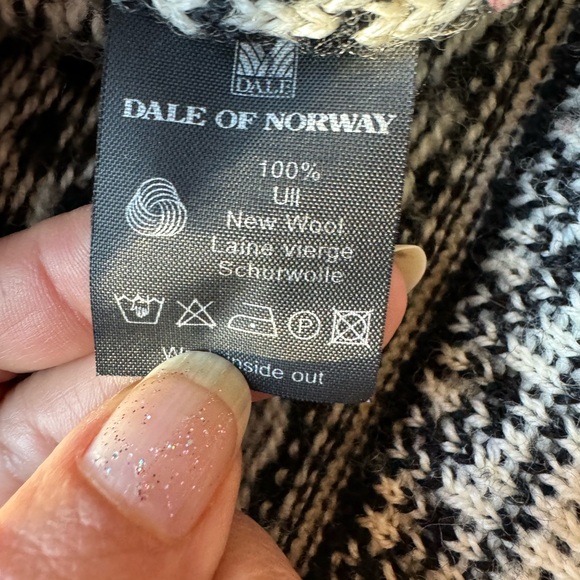 DALE
DALE OF NORWAY
100%
Ull
New Wool
Laine vierge
Schurwolle
P
inside out